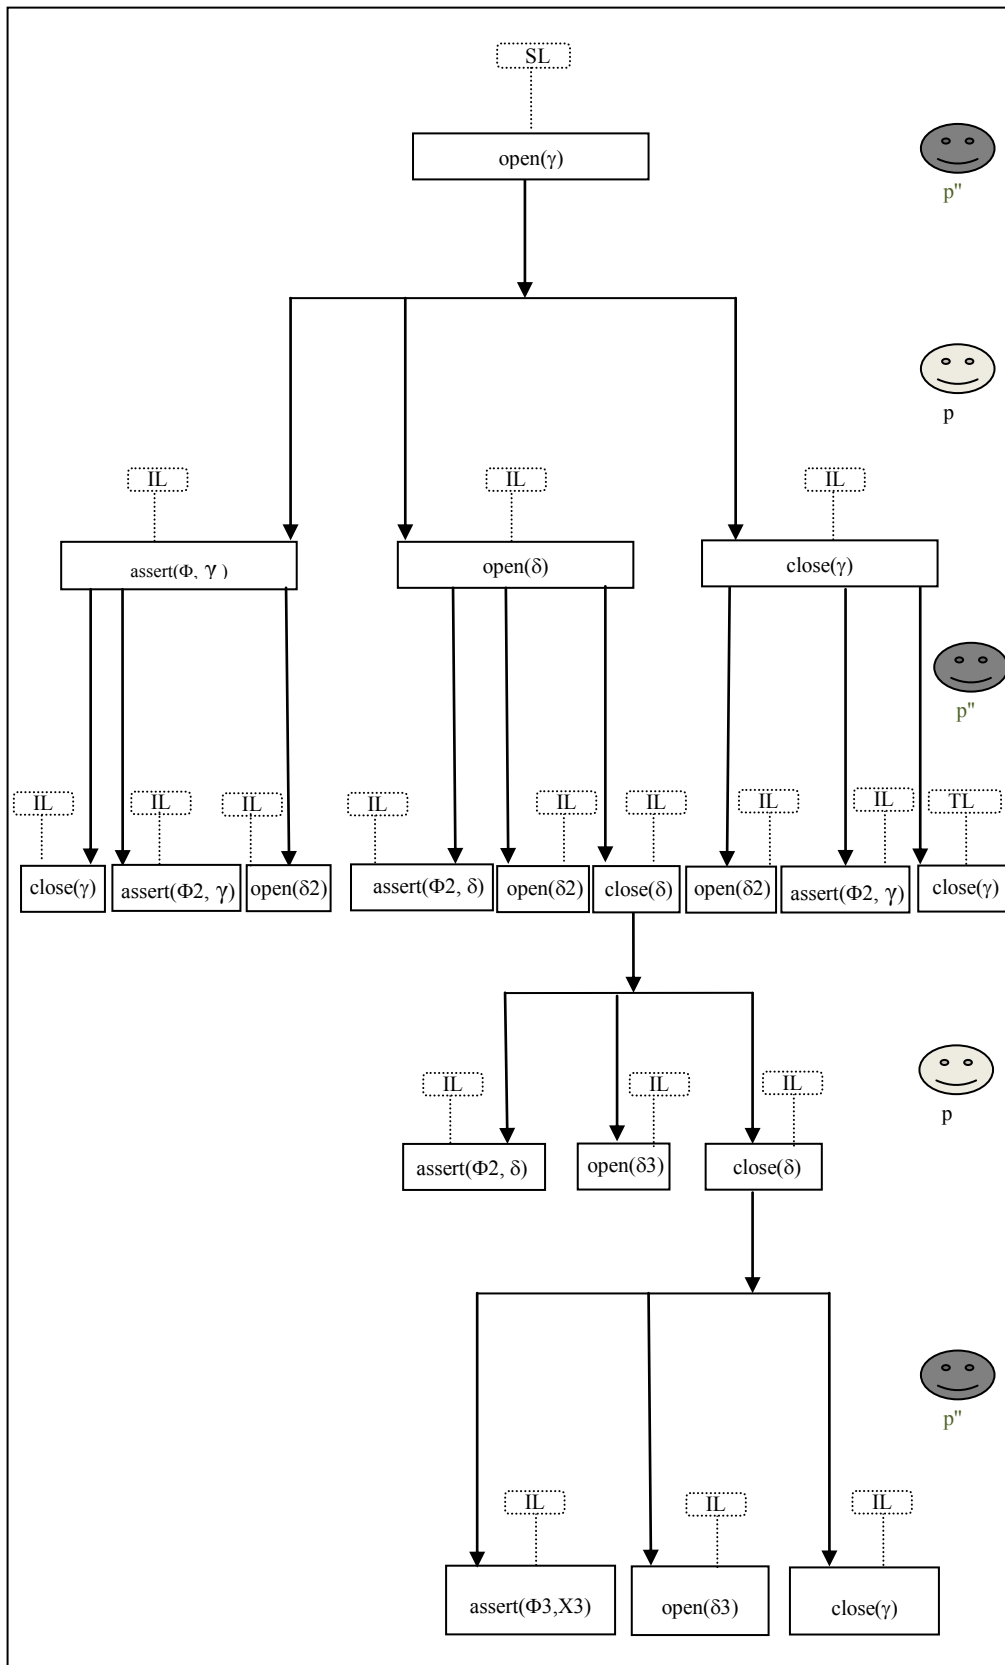 SL
open(γ)
p"
p
IL IL IL
assert(Φ, γ) open(δ) close(γ)
p"
IL IL IL IL IL IL IL IL TL
close(γ) assert(Φ2, γ) open(δ2) assert(Φ2, δ) open(δ2) close(δ) open(δ2) assert(Φ2, γ) close(γ)
IL IL IL
p
assert(Φ2, δ) open(δ3) close(δ)
p"
IL IL IL
assert(Φ3,X3) open(δ3) close(γ)